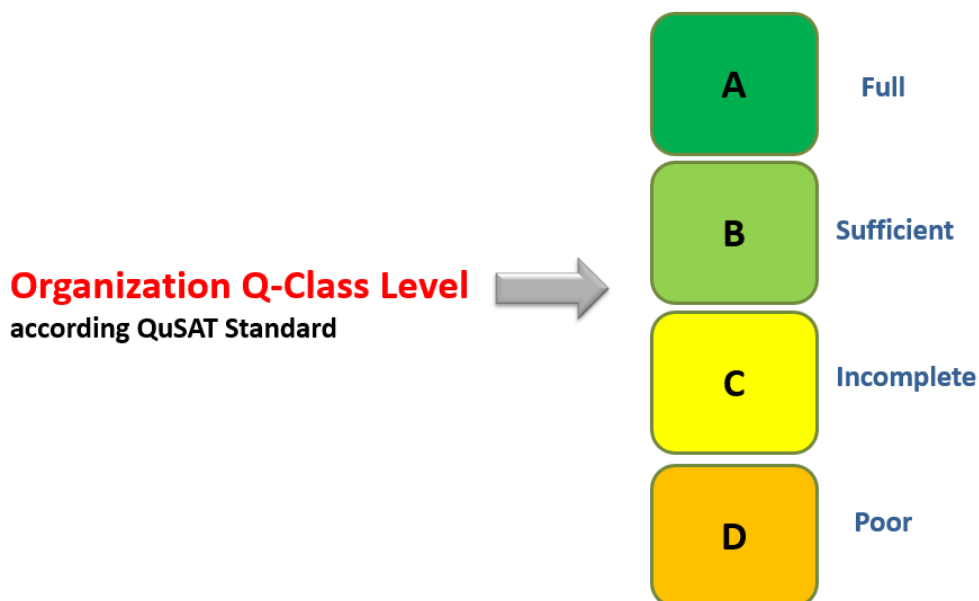 A
Full
B
Sufficient
Organization Q-Class Level
according QuSAT Standard
C
Incomplete
D
Poor